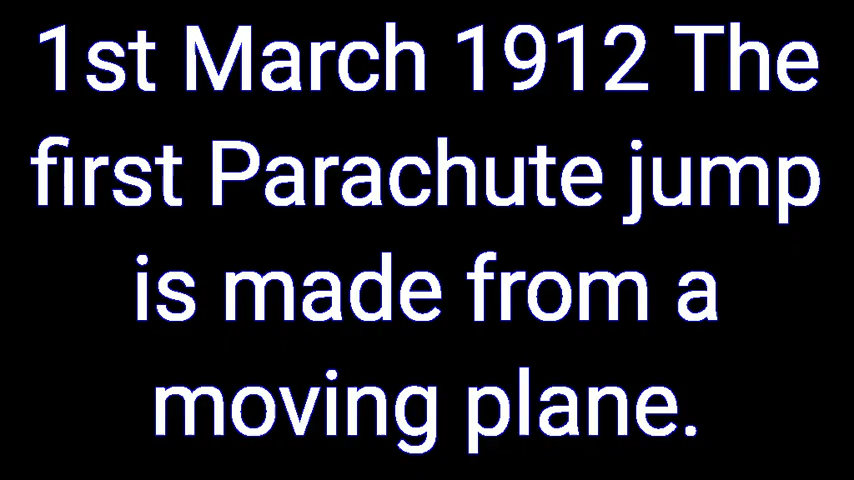 1st March 1912 The
first Parachute jump
is made from a
moving plane.